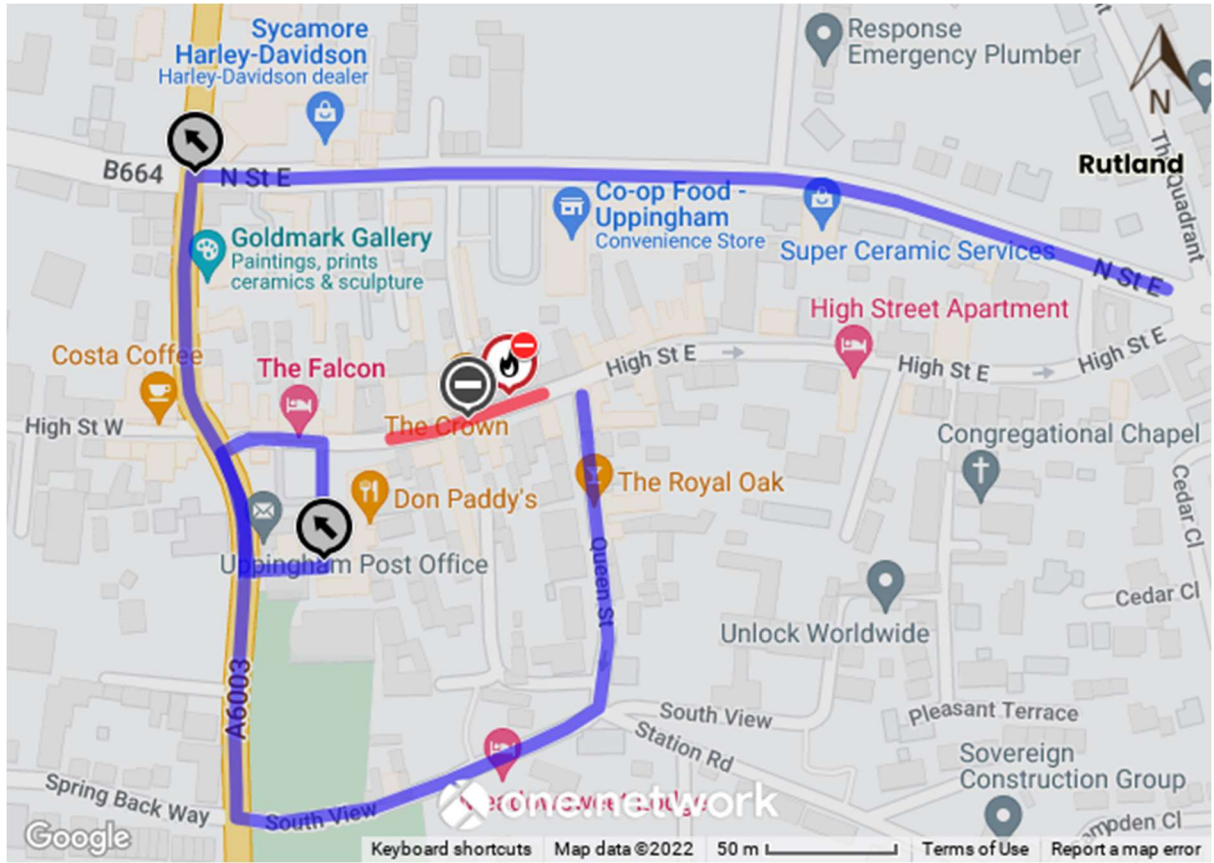 Sycamore
Harley-Davidson
Harley-Davidson dealer
Response
Emergency Plumber
N
The Quadrant
Rutland
B664
N St E
Co-op Food -
Uppingham
Convenience Store
Goldmark Gallery
Paintings, prints
ceramics & sculpture
Super Ceramic Services
N St E
High Street Apartment
Costa Coffee
The Falcon
High St E
High St E
High St E
High St W
The Crown
Congregational Chapel
Don Paddy's
The Royal Oak
Cedar Cl
Uppingham Post Office
Queen St
Cedar Cl
Unlock Worldwide
A6003
South View
Pleasant Terrace
Station Rd
Sovereign
Construction Group
Spring Back Way
South View
one.network
Google
Keyboard shortcuts
Map data ©2022
50 m
Terms of Use
Report a map error